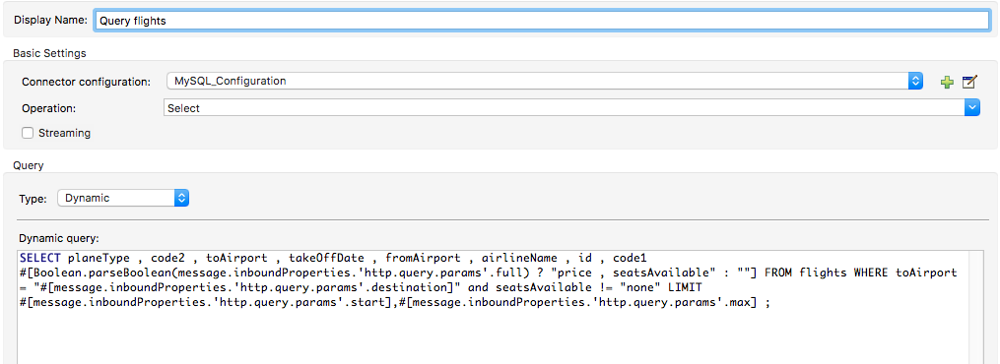 Display Name: Query flights
Basic Settings
Connector configuration: MySQL_Configuration
Operation: Select
Streaming
Query
Type: Dynamic
Dynamic query:
SELECT planeType , code2 , toAirport , takeOffDate , fromAirport , airlineName , id , code1
#[Boolean.parseBoolean(message.inboundProperties.'http.query.params'.full) ? "price , seatsAvailable" : ""] FROM flights WHERE toAirport
= "#[message.inboundProperties.'http.query.params'.destination]" and seatsAvailable != "none" LIMIT
#[message.inboundProperties.'http.query.params'.start],#[message.inboundProperties.'http.query.params'.max] ;